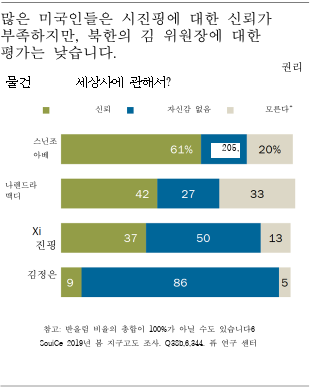 많은 미국인들은 시진핑에 대한 신뢰가
부족하지만, 북한의 김 위원장에 대한
평가는 낮습니다.
권리
물건 세상사에 관해서?
신뢰 자신감 없음 모른다"
스닌조
아베
61% 205. 20%
나렌드라
맥디
42 27 33
Xi
진핑
37 50 13
김정은
9 86 5
참고: 반올림 비율의 총합이 100%가 아닐 수도 있습니다6
SouiCe 2019년 봄 지구고도 조사. Q38b,6,344. 퓨 연구 센터